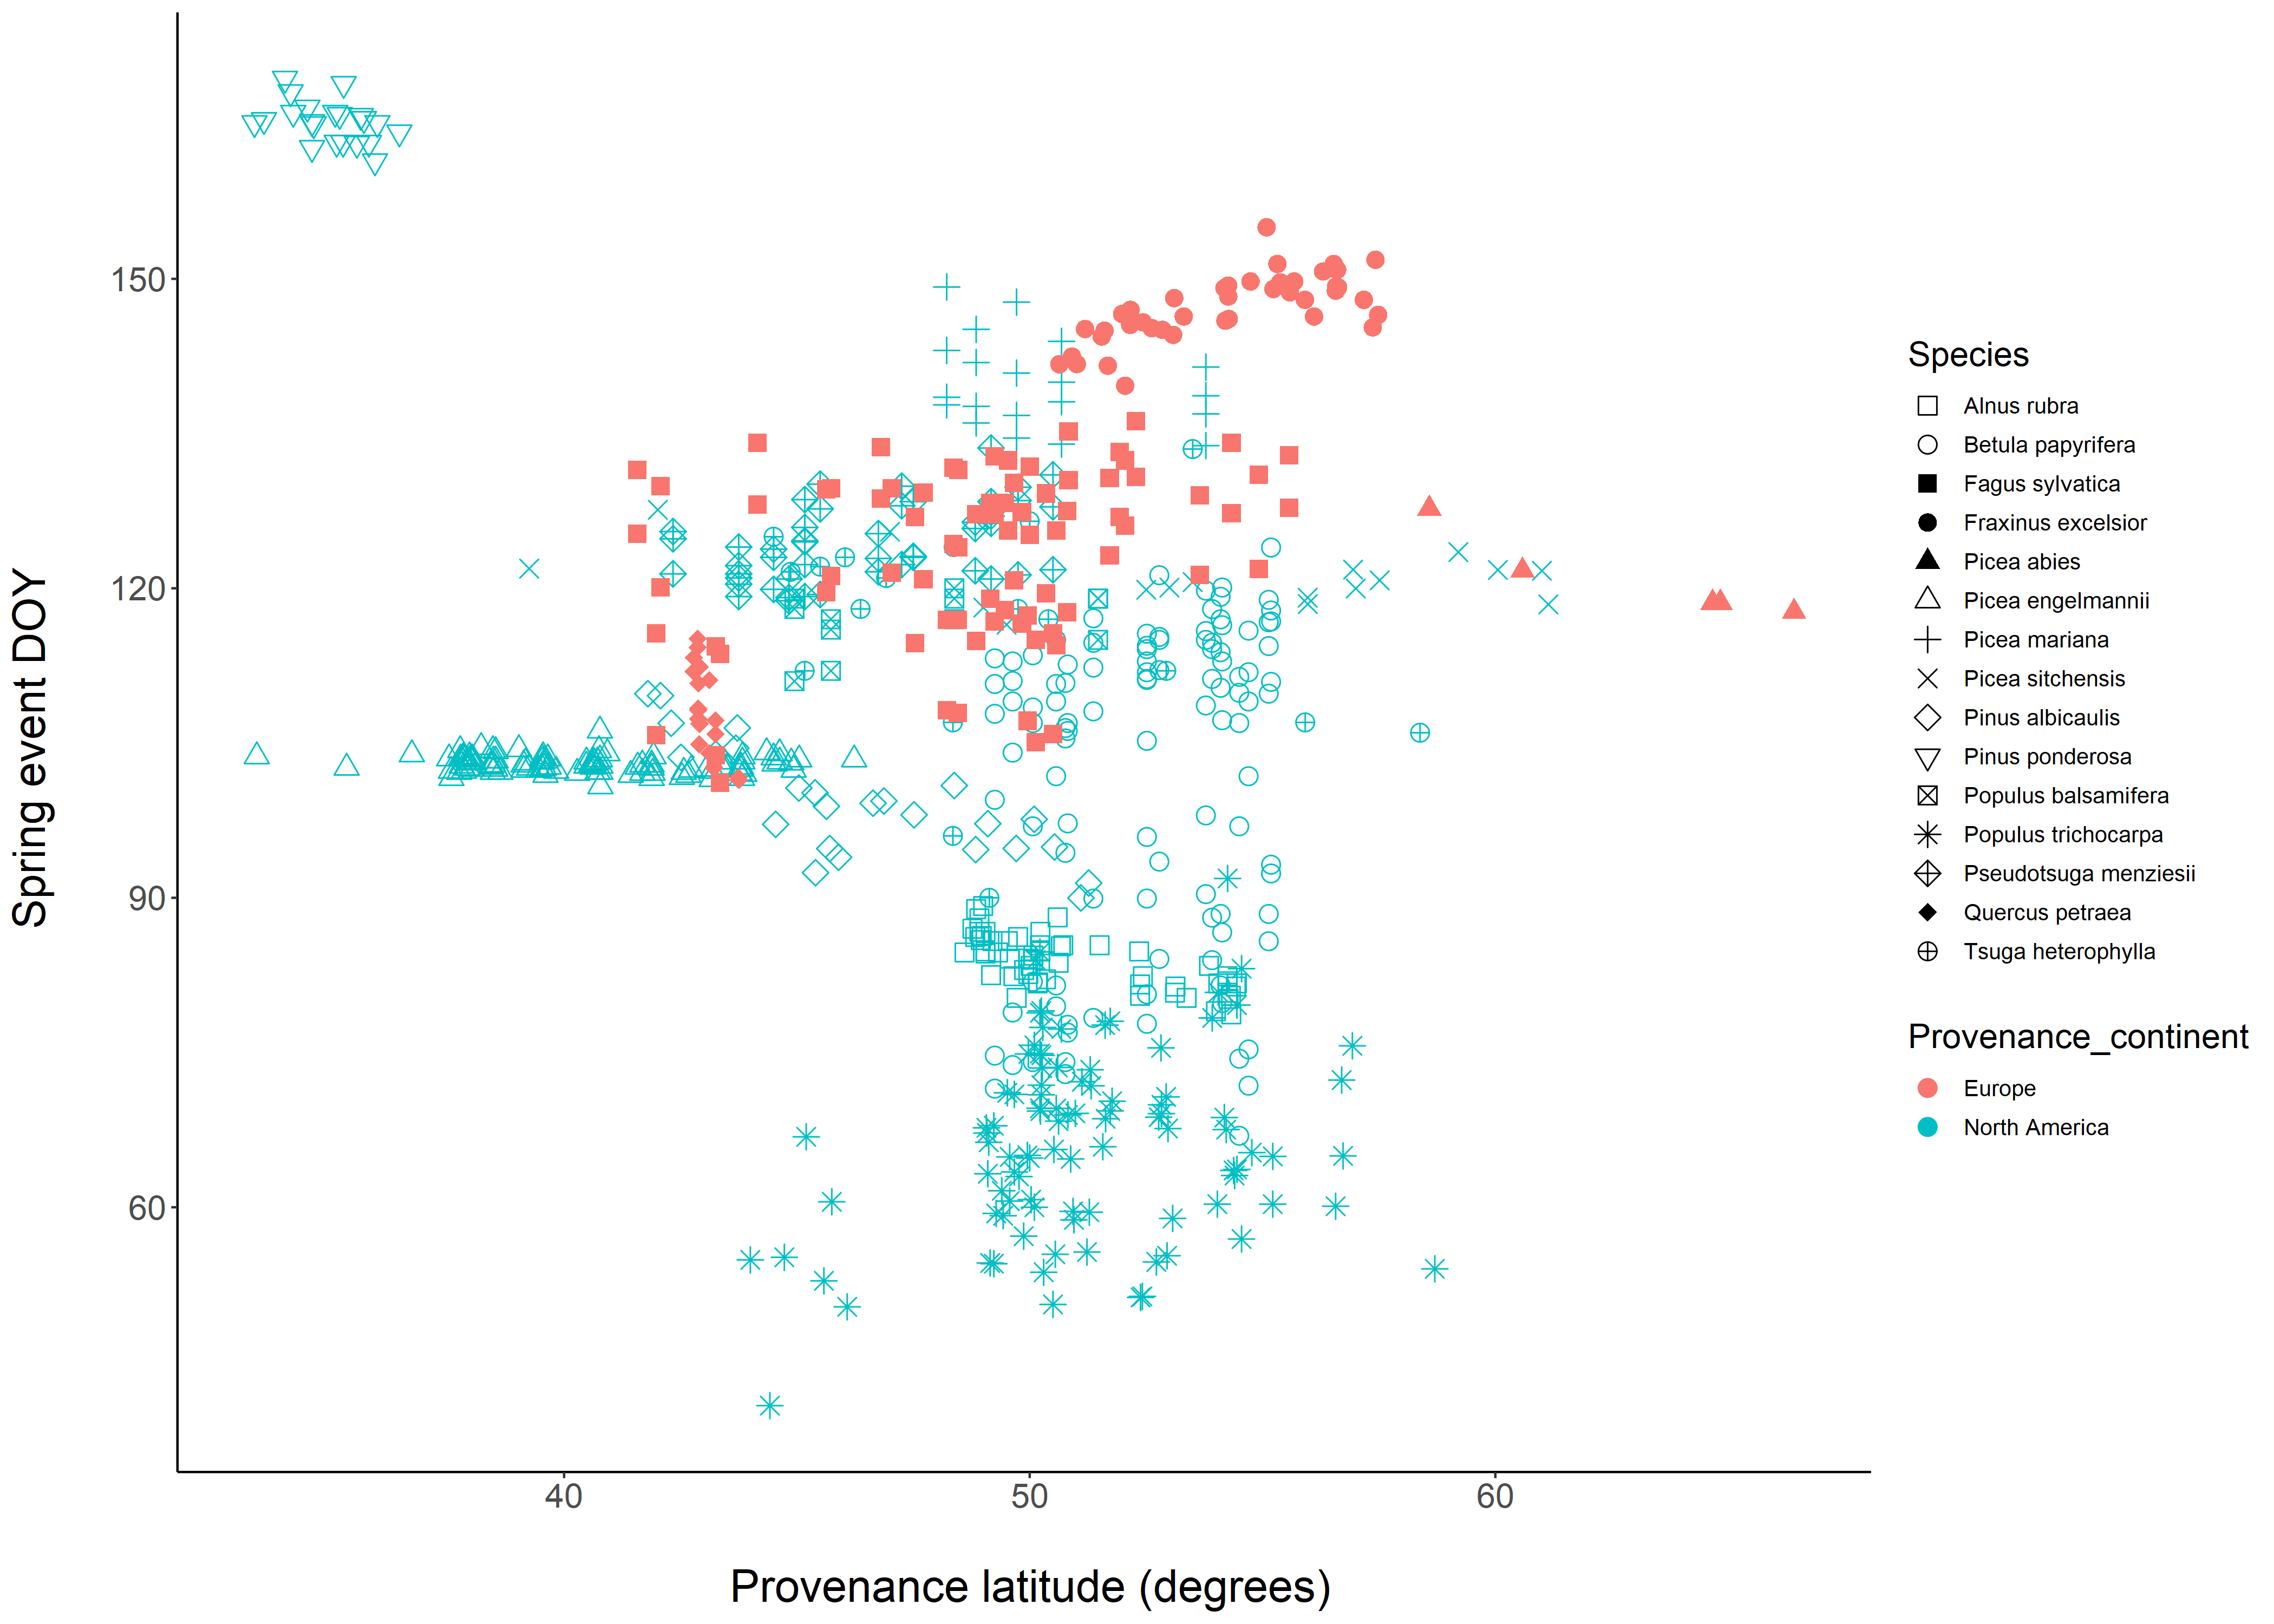 Spring event DOY
150
120
90
60
40
50
60
Provenance latitude (degrees)
Species
Alnus rubra
Betula papyrifera
Fagus sylvatica
Fraxinus excelsior
Picea abies
Picea engelmannii
Picea mariana
Picea sitchensis
Pinus albicaulis
Pinus ponderosa
Populus balsamifera
Populus trichocarpa
Pseudotsuga menziesii
Quercus petraea
Tsuga heterophylla
Provenance_continent
Europe
North America